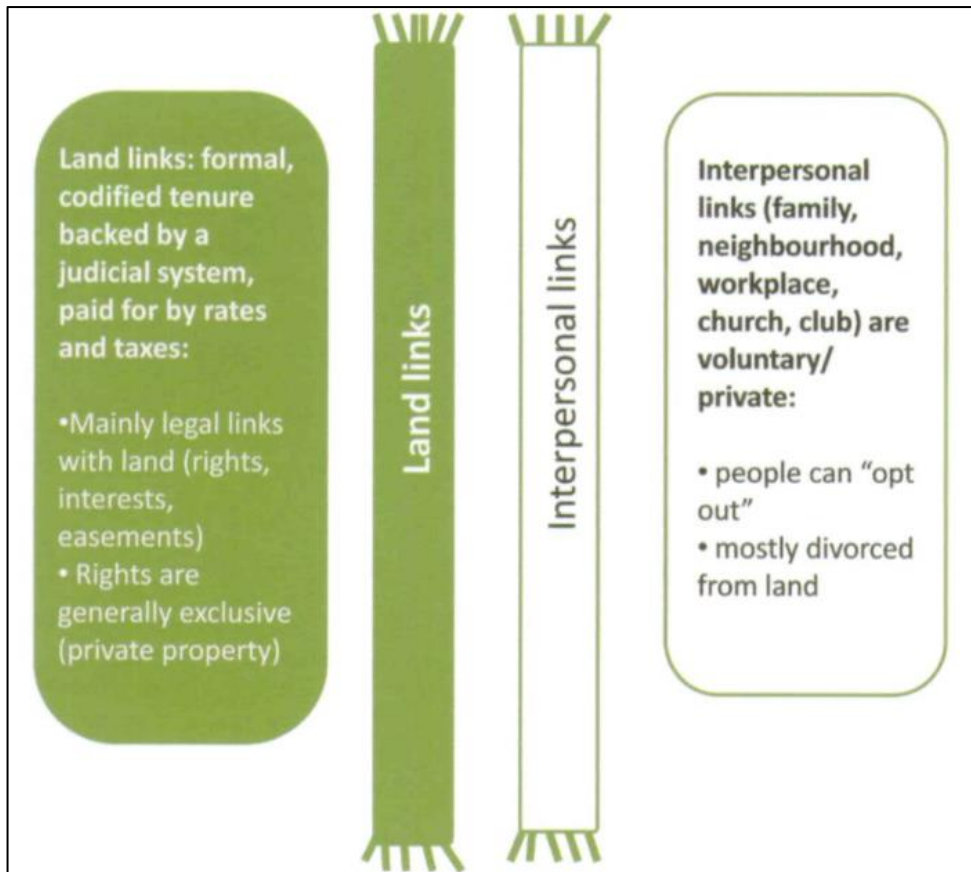 Land links: formal,
codified tenure
backed by a
judicial system,
paid for by rates
and taxes:
•Mainly legal links
with land (rights,
interests,
easements)
• Rights are
generally exclusive
(private property)
Land links
Interpersonal links
Interpersonal
links (family,
neighbourhood,
workplace,
church, club) are
voluntary/
private:
• people can “opt
out”
• mostly divorced
from land